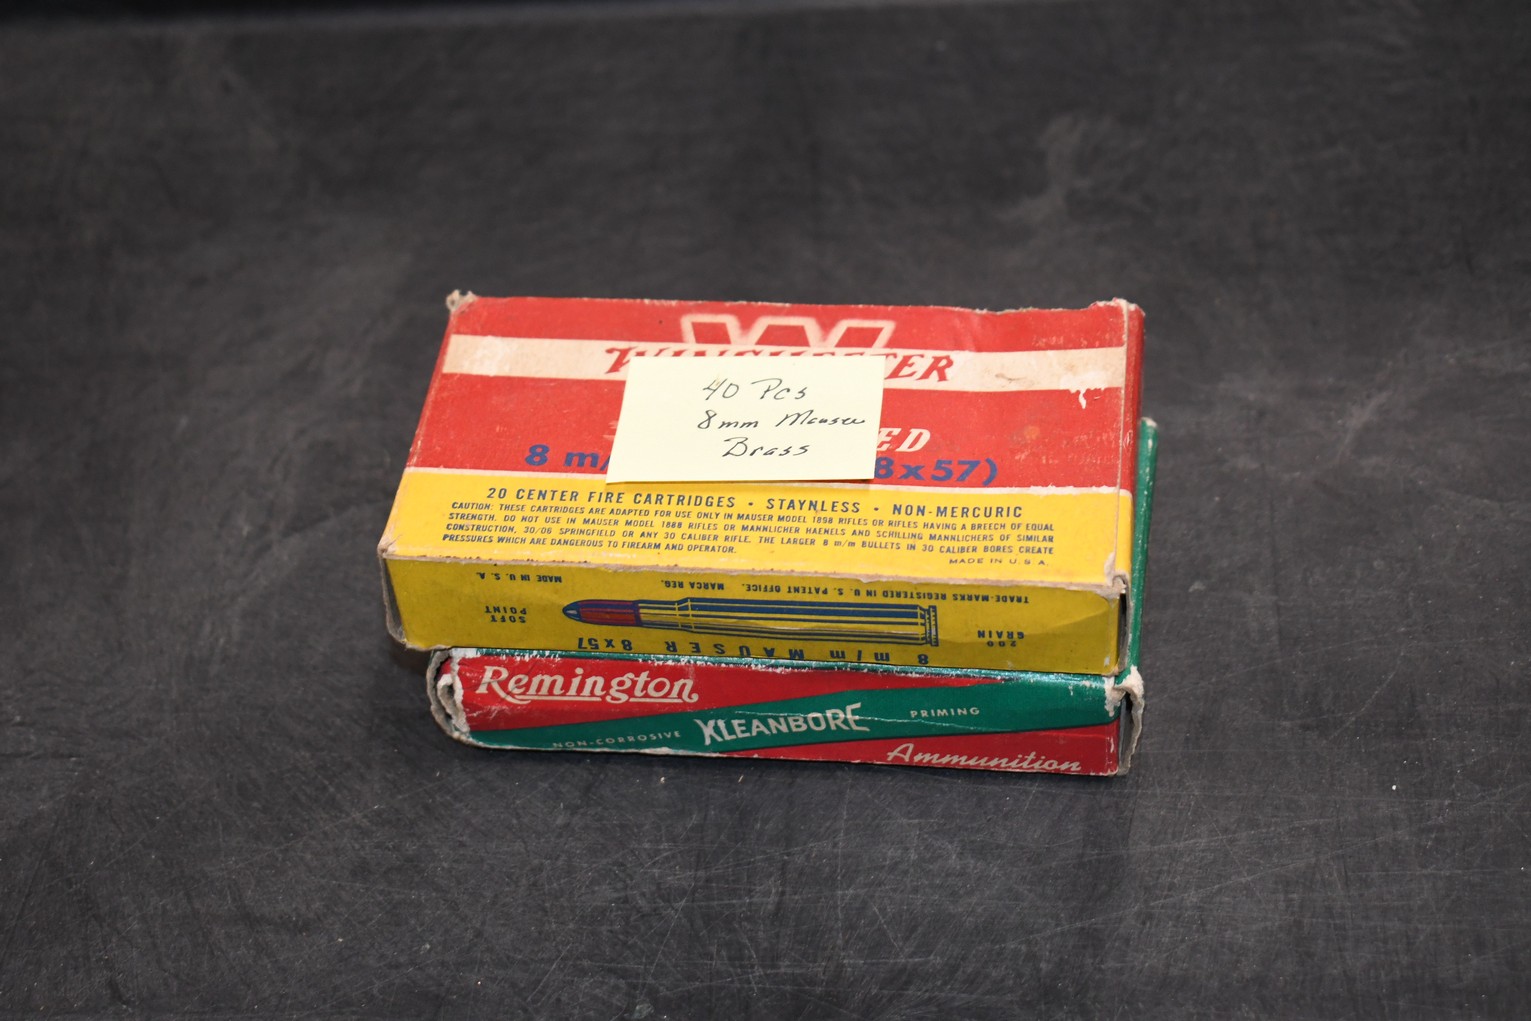 W
WINCHESTER
40 Pcs
8mm Mauser
Brass
ED
8 m/ 8x57)
20 CENTER FIRE CARTRIDGES • STAYNLESS • NON-MERCURIC
CAUTION: THESE CARTRIDGES ARE ADAPTED FOR USE ONLY IN MAUSER MODEL 1898 RIFLES OR RIFLES HAVING A BREECH OF EQUAL
STRENGTH. DO NOT USE IN MAUSER MODEL 1888 RIFLES OR MANNLICHER HAENELS AND SCHILLING MANNLICHERS OF SIMILAR
CONSTRUCTION, 30/06 SPRINGFIELD OR ANY 30 CALIBER RIFLE. THE LARGER 8 m/m BULLETS IN 30 CALIBER BORES CREATE
PRESSURES WHICH ARE DANGEROUS TO FIREARM AND OPERATOR.
MADE IN U.S.A.
8 m/m MAUSER 8x57
200
GRAIN
SOFT
POINT
TRADE-MARKS REGISTERED IN U. S. PATENT OFFICE. MARCA REG. MADE IN U. S. A.
Remington
NON-CORROSIVE KLEANBORE PRIMING
Ammunition